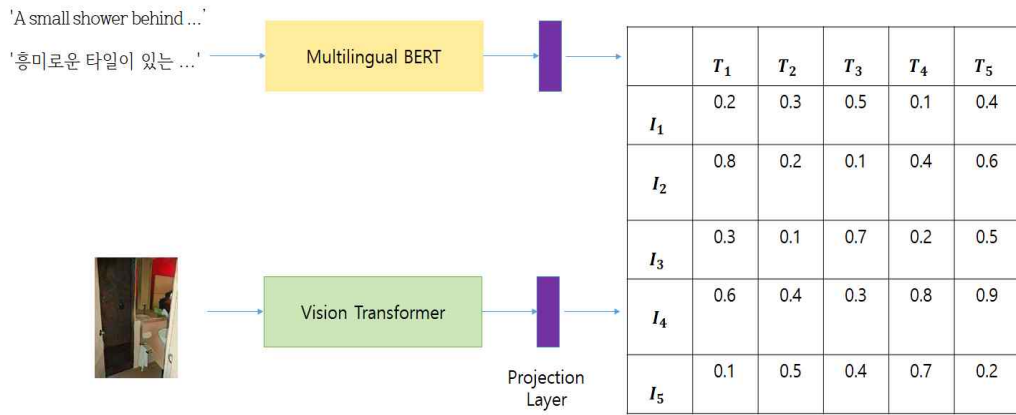 'A small shower behind ...'
'흥미로운 타일이 있는 ...'
Multilingual BERT
Vision Transformer
Projection
Layer
T1 T2 T3 T4 T5
I1 0.2 0.3 0.5 0.1 0.4
I2 0.8 0.2 0.1 0.4 0.6
I3 0.3 0.1 0.7 0.2 0.5
I4 0.6 0.4 0.3 0.8 0.9
I5 0.1 0.5 0.4 0.7 0.2